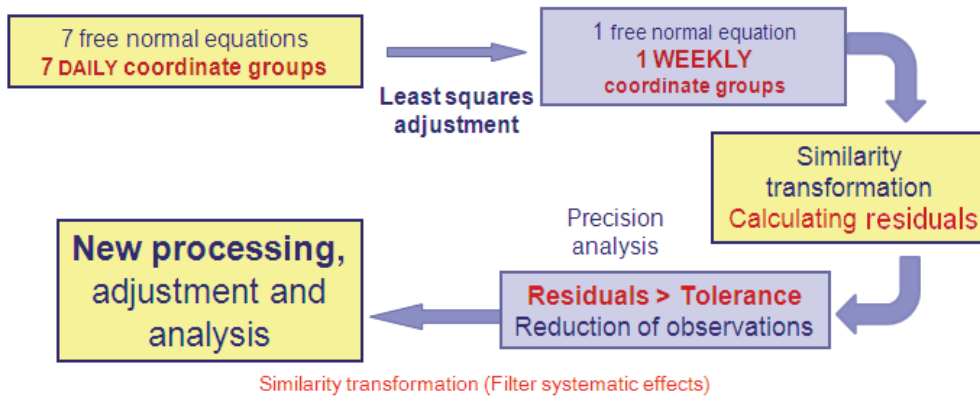 7 free normal equations
7 DAILY coordinate groups
Least squares
adjustment
1 free normal equation
1 WEEKLY
coordinate groups
Similarity
transformation
Calculating residuals
Precision
analysis
Residuals > Tolerance
Reduction of observations
New processing,
adjustment and
analysis
Similarity transformation (Filter systematic effects)